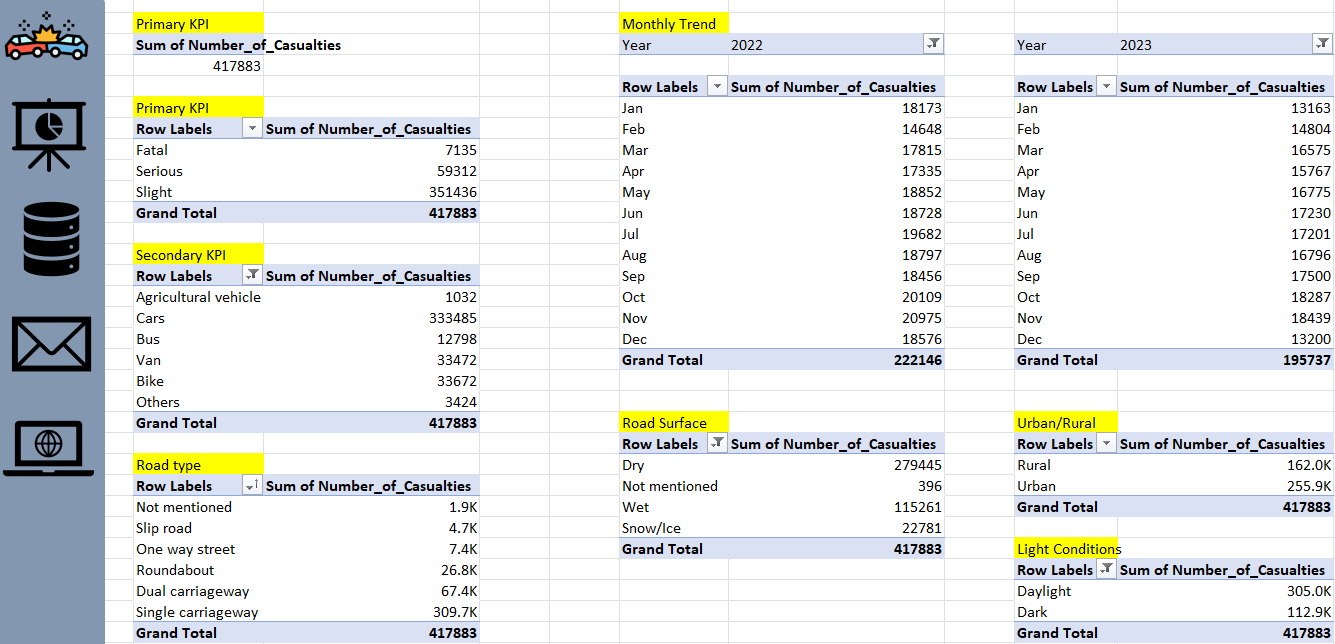 Primary KPI
Sum of Number_of_Casualties
417883
Primary KPI
Row Labels Sum of Number_of_Casualties
Fatal 7135
Serious 59312
Slight 351436
Grand Total 417883
Secondary KPI
Row Labels Sum of Number_of_Casualties
Agricultural vehicle 1032
Cars 333485
Bus 12798
Van 33472
Bike 33672
Others 3424
Grand Total 417883
Road type
Row Labels Sum of Number_of_Casualties
Not mentioned 1.9K
Slip road 4.7K
One way street 7.4K
Roundabout 26.8K
Dual carriageway 67.4K
Single carriageway 309.7K
Grand Total 417883
Monthly Trend
Year 2022
Row Labels Sum of Number_of_Casualties
Jan 18173
Feb 14648
Mar 17815
Apr 17335
May 18852
Jun 18728
Jul 19682
Aug 18797
Sep 18456
Oct 20109
Nov 20975
Dec 18576
Grand Total 222146
Road Surface
Row Labels Sum of Number_of_Casualties
Dry 279445
Not mentioned 396
Wet 115261
Snow/Ice 22781
Grand Total 417883
Year 2023
Row Labels Sum of Number_of_Casualties
Jan 13163
Feb 14804
Mar 16575
Apr 15767
May 16775
Jun 17230
Jul 17201
Aug 16796
Sep 17500
Oct 18287
Nov 18439
Dec 13200
Grand Total 195737
Urban/Rural
Row Labels Sum of Number_of_Casualties
Rural 162.0K
Urban 255.9K
Grand Total 417883
Light Conditions
Row Labels Sum of Number_of_Casualties
Daylight 305.0K
Dark 112.9K
Grand Total 417883